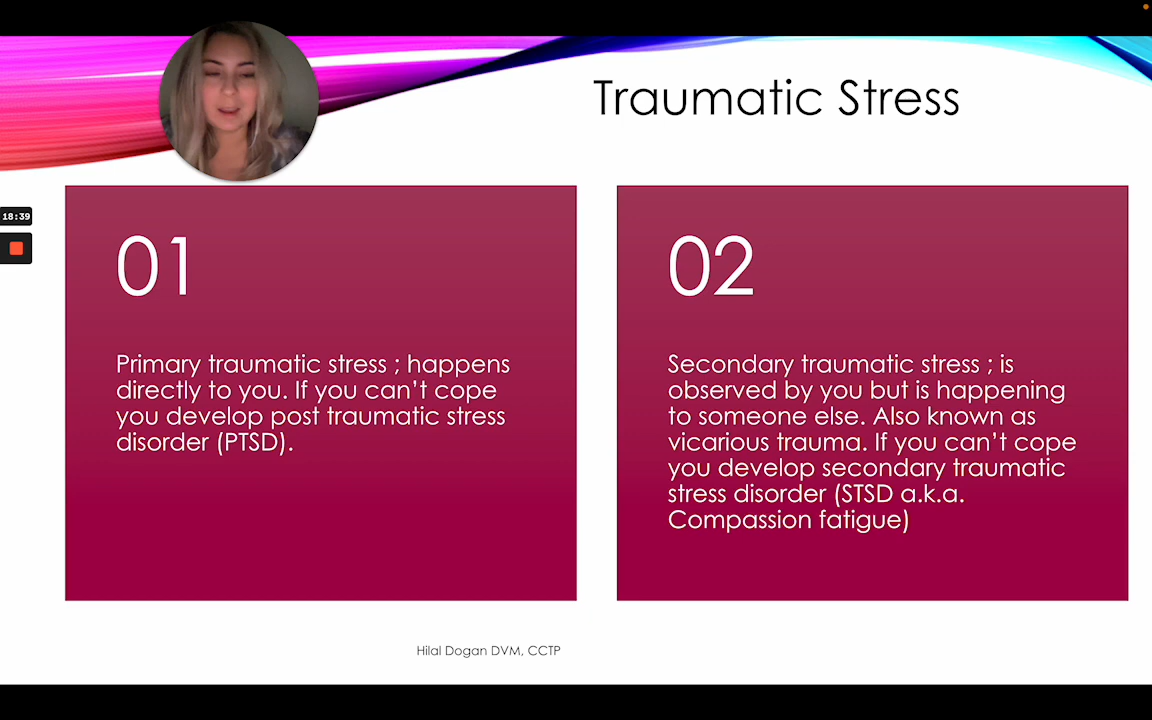 Traumatic Stress
18:39
01
Primary traumatic stress ; happens
directly to you. If you can’t cope
you develop post traumatic stress
disorder (PTSD).
02
Secondary traumatic stress ; is
observed by you but is happening
to someone else. Also known as
vicarious trauma. If you can’t cope
you develop secondary traumatic
stress disorder (STSD a.k.a.
Compassion fatigue)
Hilal Dogan DVM, CCTP